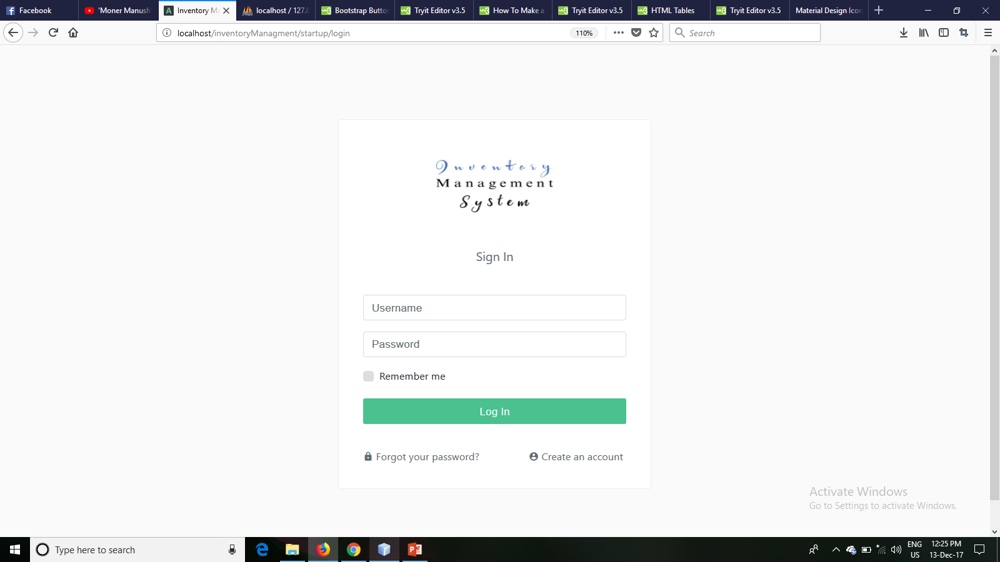 Facebook
'Moner Manush
Inventory Ma
localhost / 127.0
Bootstrap Butto
Tryit Editor v3.5
How To Make a
Tryit Editor v3.5
HTML Tables
Tryit Editor v3.5
Material Design Icon
localhost/inventoryManagment/startup/login
110%
Search
Inventory
Management
System
Sign In
Username
Password
Remember me
Log In
Forgot your password?
Create an account
Activate Windows
Go to Settings to activate Windows.
Type here to search
ENG
US
12:25 PM
13-Dec-17